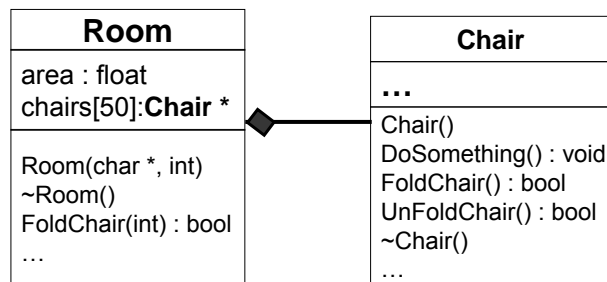 Room
area : float
chairs[50]:Chair *
Room(char *, int)
~Room()
FoldChair(int) : bool
…
Chair
…
Chair()
DoSomething() : void
FoldChair() : bool
UnFoldChair() : bool
~Chair()
…